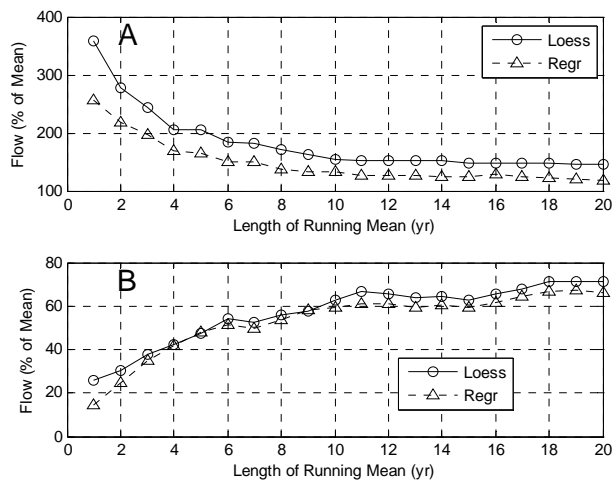 A
400
300
200
100
Flow (% of Mean)
Loess
Regr
0 2 4 6 8 10 12 14 16 18 20
Length of Running Mean (yr)
B
80
60
40
20
0
Flow (% of Mean)
Loess
Regr
0 2 4 6 8 10 12 14 16 18 20
Length of Running Mean (yr)